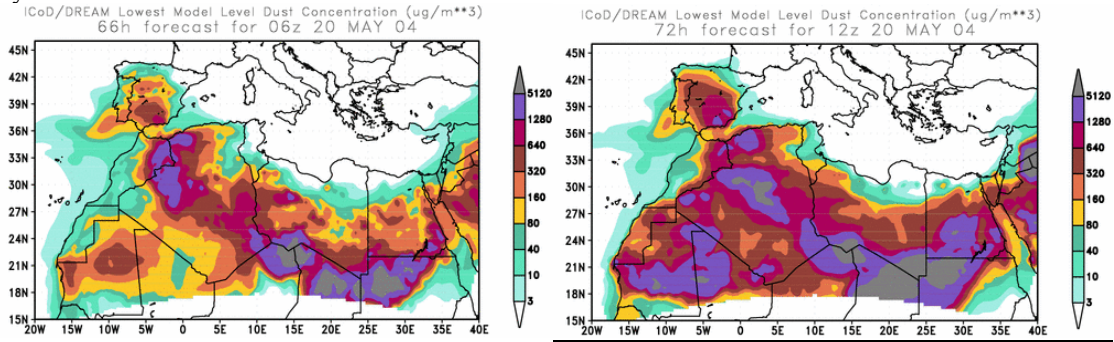 ICoD/DREAM Lowest Model Level Dust Concentration (ug/m**3)
66h forecast for 06z 20 MAY 04
45N
42N
39N
36N
33N
30N
27N
24N
21N
18N
15N
20W 15W 10W 5W 0 5E 10E 15E 20E 25E 30E 35E 40E
5120
1280
640
320
160
80
40
10
3
ICoD/DREAM Lowest Model Level Dust Concentration (ug/m**3)
72h forecast for 12z 20 MAY 04
45N
42N
39N
36N
33N
30N
27N
24N
21N
18N
15N
20W 15W 10W 5W 0 5E 10E 15E 20E 25E 30E 35E 40E
5120
1280
640
320
160
80
40
10
3